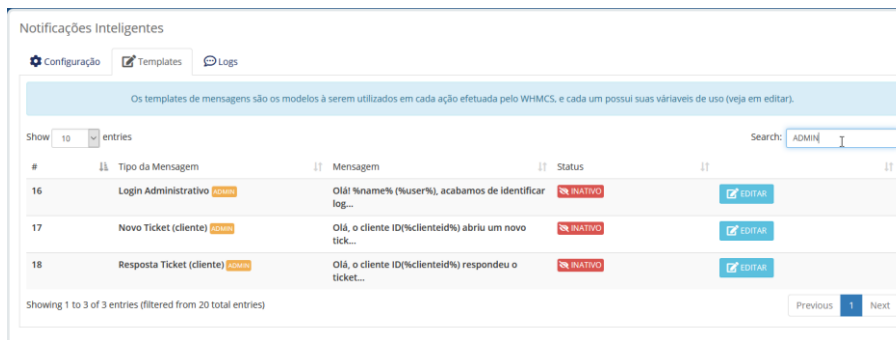 Notificações Inteligentes
Configuração Templates Logs
Os templates de mensagens são os modelos à serem utilizados em cada ação efetuada pelo WHMCS, e cada um possui suas váriaveis de uso (veja em editar).
Show 10 entries Search: ADMIN
# Tipo da Mensagem Mensagem Status
16 Login Administrativo ADMIN Olá! %name% (%user%), acabamos de identificar INATIVO EDITAR
log...
17 Novo Ticket (cliente) ADMIN Olá, o cliente ID(%clienteid%) abriu um novo INATIVO EDITAR
tick...
18 Resposta Ticket (cliente) ADMIN Olá, o cliente ID(%clienteid%) respondeu o INATIVO EDITAR
ticket...
Showing 1 to 3 of 3 entries (filtered from 20 total entries) Previous 1 Next